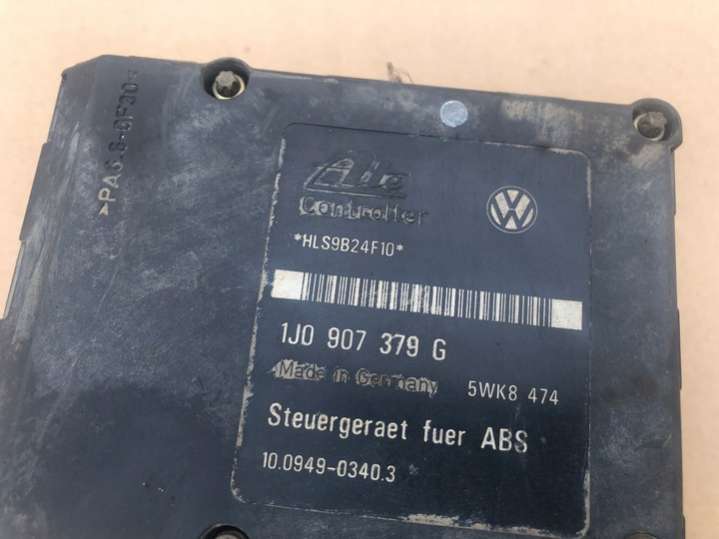 >PA6.6-GF30<
Ate
Controller
*HLS9B24F10*
1J0 907 379 G
Made in Germany 5WK8 474
Steuergeraet fuer ABS
10.0949-0340.3